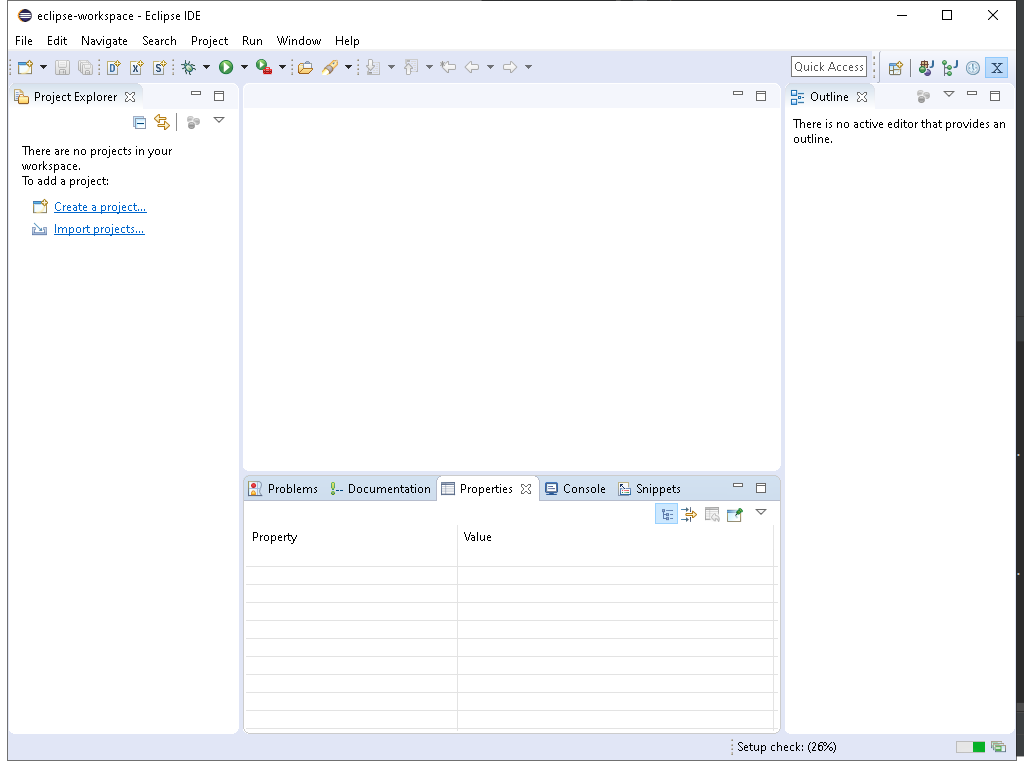 eclipse-workspace - Eclipse IDE
File Edit Navigate Search Project Run Window Help
Quick Access
Project Explorer
There are no projects in your
workspace.
To add a project:
Create a project...
Import projects...
Outline
There is no active editor that provides an
outline.
Problems Documentation Properties Console Snippets
Property Value
Setup check: (26%)